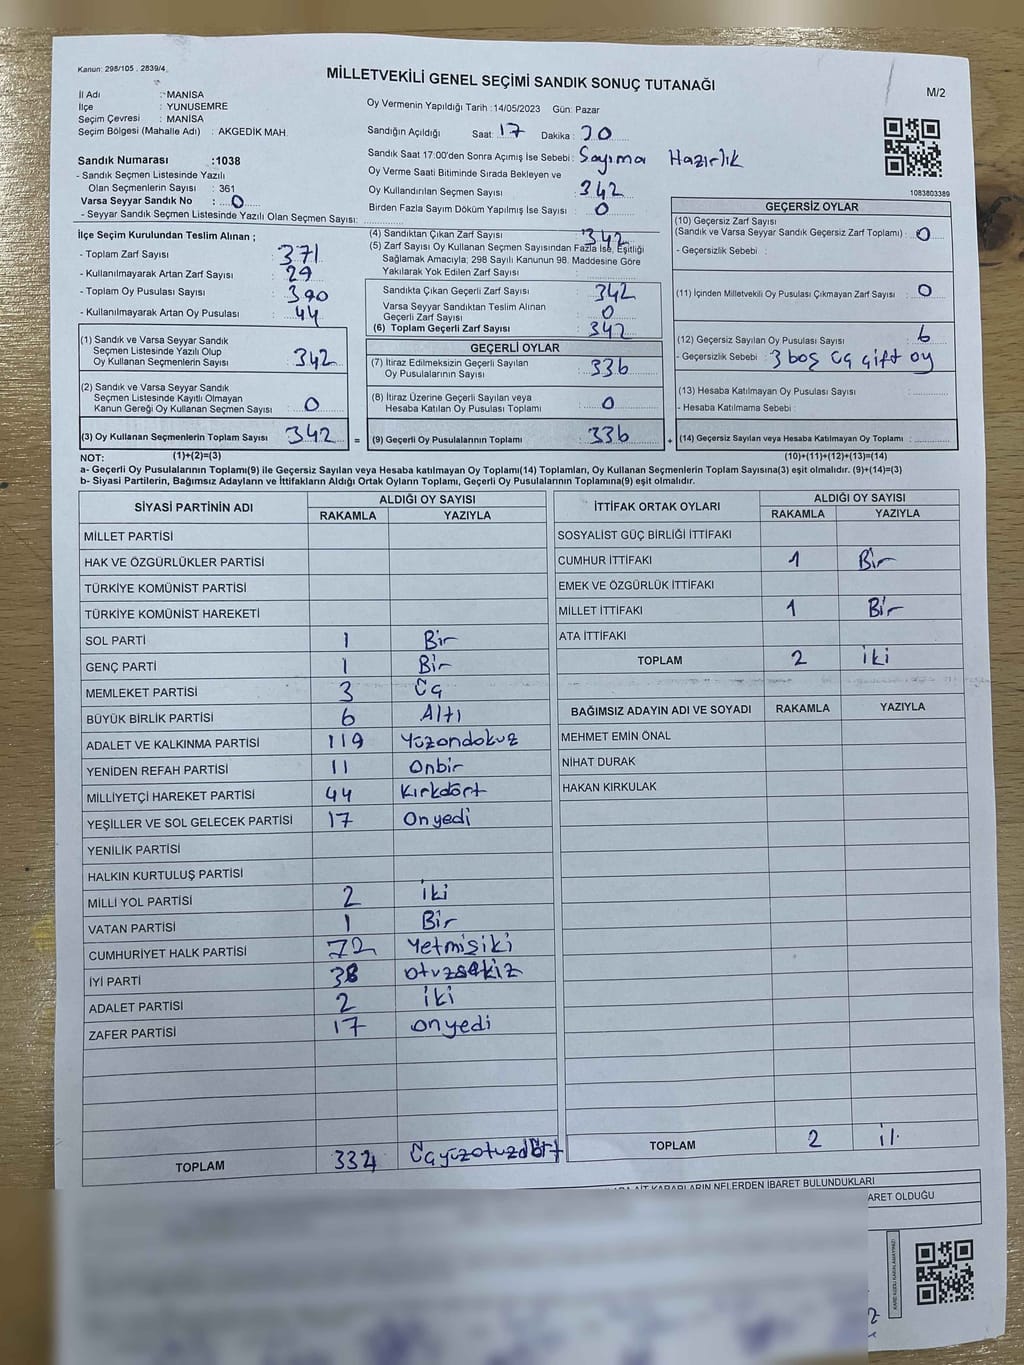 Kanun: 298/105 . 2839/4
MİLLETVEKİLİ GENEL SEÇİMİ SANDIK SONUÇ TUTANAĞI
M/2
İl Adı : MANİSA
İlçe : YUNUSEMRE
Seçim Çevresi : MANİSA
Seçim Bölgesi (Mahalle Adı) : AKGEDİK MAH.
Oy Vermenin Yapıldığı Tarih :14/05/2023 Gün: Pazar
Sandığın Açıldığı Saat: 17 Dakika: 30
Sandık Saat 17:00'den Sonra Açımış İse Sebebi : Sayıma Hazırlık
Oy Verme Saati Bitiminde Sırada Bekleyen ve
Oy Kullandırılan Seçmen Sayısı : 342
Birden Fazla Sayım Döküm Yapılmış İse Sayısı : 0
1083803389
Sandık Numarası :1038
- Sandık Seçmen Listesinde Yazılı
Olan Seçmenlerin Sayısı : 361
Varsa Seyyar Sandık No : 0
- Seyyar Sandık Seçmen Listesinde Yazılı Olan Seçmen Sayısı:
İlçe Seçim Kurulundan Teslim Alınan ;
- Toplam Zarf Sayısı : 371
- Kullanılmayarak Artan Zarf Sayısı : 29
- Toplam Oy Pusulası Sayısı : 390
- Kullanılmayarak Artan Oy Pusulası : 44
(4) Sandıktan Çıkan Zarf Sayısı : 342
(5) Zarf Sayısı Oy Kullanan Seçmen Sayısından Fazla İse, Eşitliği
Sağlamak Amacıyla; 298 Sayılı Kanunun 98. Maddesine Göre
Yakılarak Yok Edilen Zarf Sayısı :
Sandıkta Çıkan Geçerli Zarf Sayısı : 342
Varsa Seyyar Sandıktan Teslim Alınan
Geçerli Zarf Sayısı : 0
(6) Toplam Geçerli Zarf Sayısı : 342
GEÇERSİZ OYLAR
(10) Geçersiz Zarf Sayısı
(Sandık ve Varsa Seyyar Sandık Geçersiz Zarf Toplamı) : 0
- Geçersizlik Sebebi :
(11) İçinden Milletvekili Oy Pusulası Çıkmayan Zarf Sayısı : 0
(12) Geçersiz Sayılan Oy Pusulası Sayısı : 6
- Geçersizlik Sebebi : 3 boş üç çift oy
(13) Hesaba Katılmayan Oy Pusulası Sayısı :
- Hesaba Katılmama Sebebi :
(14) Geçersiz Sayılan veya Hesaba Katılmayan Oy Toplamı :
(10)+(11)+(12)+(13)=(14)
(1) Sandık ve Varsa Seyyar Sandık
Seçmen Listesinde Yazılı Olup
Oy Kullanan Seçmenlerin Sayısı : 342
(2) Sandık ve Varsa Seyyar Sandık
Seçmen Listesinde Kayıtlı Olmayan
Kanun Gereği Oy Kullanan Seçmen Sayısı : 0
(3) Oy Kullanan Seçmenlerin Toplam Sayısı : 342 =
(1)+(2)=(3)
GEÇERLİ OYLAR
(7) İtiraz Edilmeksizin Geçerli Sayılan
Oy Pusulalarının Sayısı : 336
(8) İtiraz Üzerine Geçerli Sayılan veya
Hesaba Katılan Oy Pusulası Toplamı : 0
(9) Geçerli Oy Pusulalarının Toplamı : 336 +
NOT:
a- Geçerli Oy Pusulalarının Toplamı(9) ile Geçersiz Sayılan veya Hesaba katılmayan Oy Toplamı(14) Toplamları, Oy Kullanan Seçmenlerin Toplam Sayısına(3) eşit olmalıdır. (9)+(14)=(3)
b- Siyasi Partilerin, Bağımsız Adayların ve İttifakların Aldığı Ortak Oyların Toplamı, Geçerli Oy Pusulalarının Toplamına(9) eşit olmalıdır.
SİYASİ PARTİNİN ADI ALDIĞI OY SAYISI
RAKAMLA YAZIYLA
MİLLET PARTİSİ
HAK VE ÖZGÜRLÜKLER PARTİSİ
TÜRKİYE KOMÜNİST PARTİSİ
TÜRKİYE KOMÜNİST HAREKETİ
SOL PARTİ 1 Bir
GENÇ PARTİ 1 Bir
MEMLEKET PARTİSİ 3 Üç
BÜYÜK BİRLİK PARTİSİ 6 Altı
ADALET VE KALKINMA PARTİSİ 119 Yüzondokuz
YENİDEN REFAH PARTİSİ 11 Onbir
MİLLİYETÇİ HAREKET PARTİSİ 44 Kırkdört
YEŞİLLER VE SOL GELECEK PARTİSİ 17 Onyedi
YENİLİK PARTİSİ
HALKIN KURTULUŞ PARTİSİ
MİLLİ YOL PARTİSİ 2 iki
VATAN PARTİSİ 1 Bir
CUMHURİYET HALK PARTİSİ 72 Yetmişiki
İYİ PARTİ 38 otuzsekiz
ADALET PARTİSİ 2 iki
ZAFER PARTİSİ 17 onyedi
TOPLAM 334 Üçyüzotuzdört
İTTİFAK ORTAK OYLARI ALDIĞI OY SAYISI
RAKAMLA YAZIYLA
SOSYALİST GÜÇ BİRLİĞİ İTTİFAKI
CUMHUR İTTİFAKI 1 Bir
EMEK VE ÖZGÜRLÜK İTTİFAKI
MİLLET İTTİFAKI 1 Bir
ATA İTTİFAKI
TOPLAM 2 iki
BAĞIMSIZ ADAYIN ADI VE SOYADI RAKAMLA YAZIYLA
MEHMET EMİN ÖNAL
NİHAT DURAK
HAKAN KIRKULAK
TOPLAM 2
KARARLARIN NELERDEN İBARET BULUNDUKLARI
ARET OLDUĞU